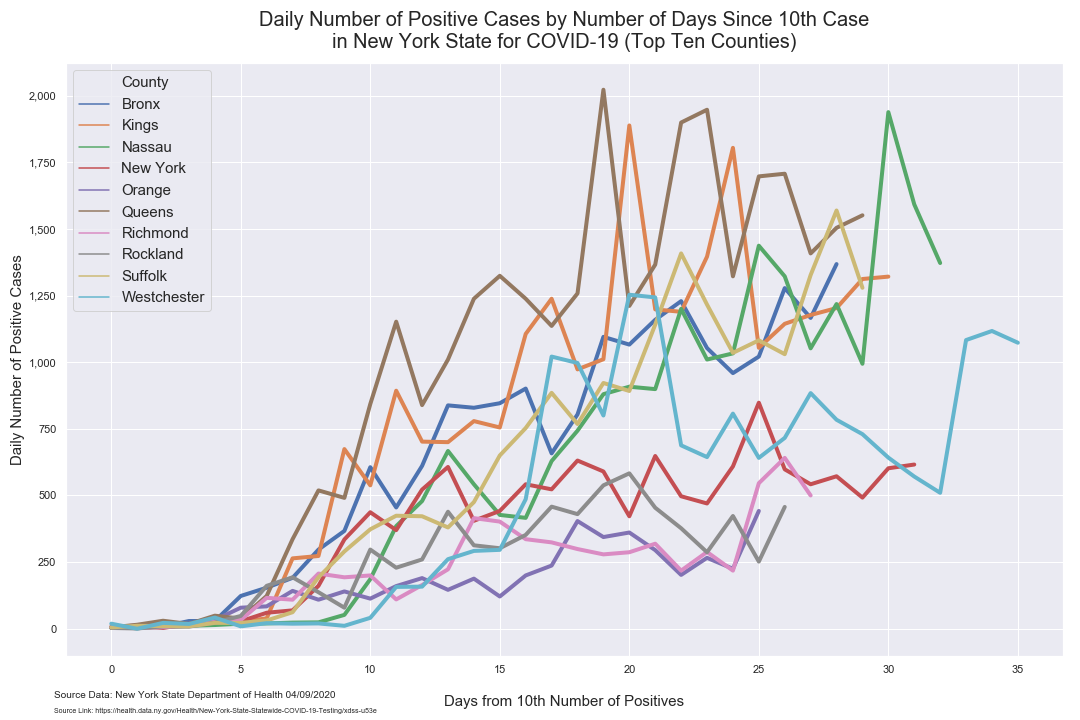 Daily Number of Positive Cases by Number of Days Since 10th Case
in New York State for COVID-19 (Top Ten Counties)
County
Bronx
Kings
Nassau
New York
Orange
Queens
Richmond
Rockland
Suffolk
Westchester
Daily Number of Positive Cases
2,000
1,750
1,500
1,250
1,000
750
500
250
0
0 5 10 15 20 25 30 35
Days from 10th Number of Positives
Source Data: New York State Department of Health 04/09/2020
Source Link: https://health.data.ny.gov/Health/New-York-State-Statewide-COVID-19-Testing/xdss-u53e